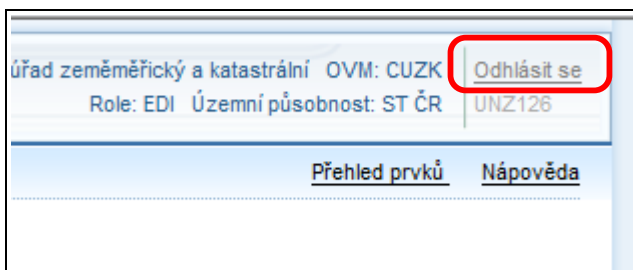 úřad zeměměřický a katastrální OVM: CUZK Odhlásit se
Role: EDI Územní působnost: ST ČR UNZ126
Přehled prvků Nápověda